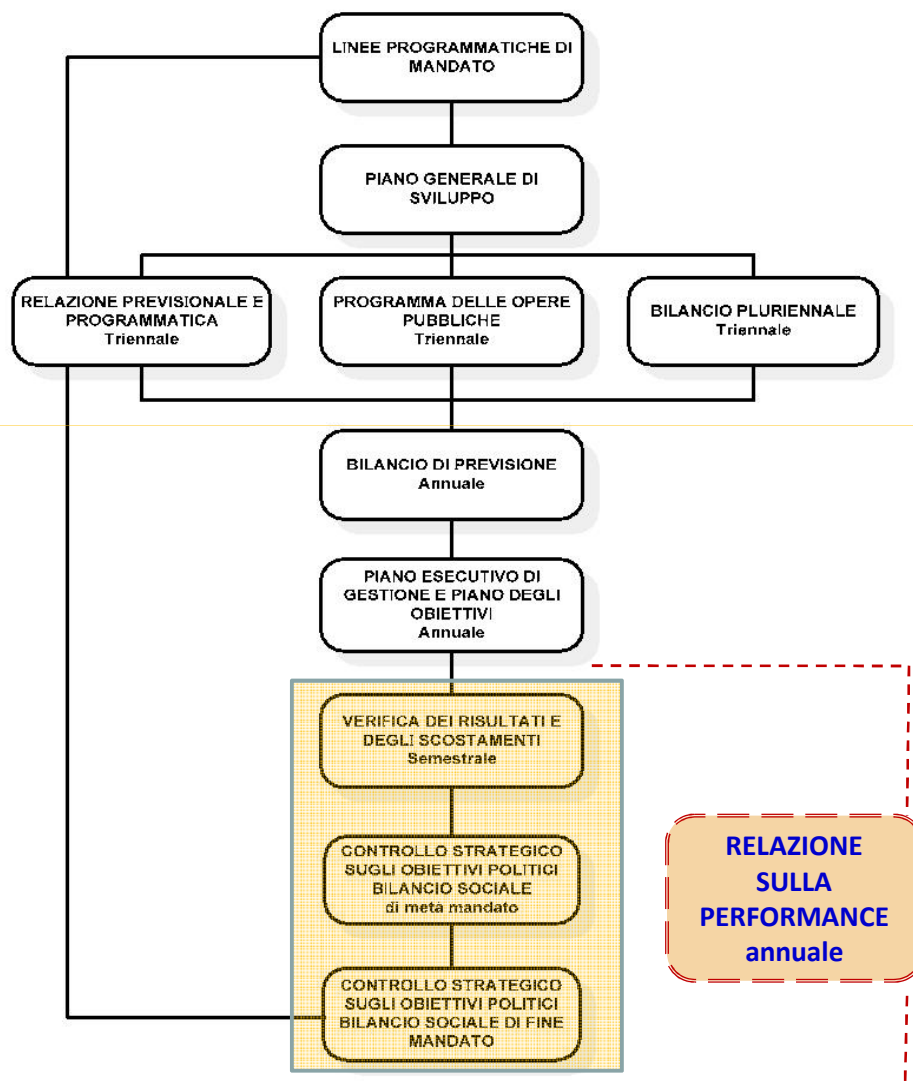 LINEE PROGRAMMATICHE DI
MANDATO
PIANO GENERALE DI
SVILUPPO
RELAZIONE PREVISIONALE E
PROGRAMMATICA
Triennale
PROGRAMMA DELLE OPERE
PUBBLICHE
Triennale
BILANCIO PLURIENNALE
Triennale
BILANCIO DI PREVISIONE
Annuale
PIANO ESECUTIVO DI
GESTIONE E PIANO DEGLI
OBIETTIVI
Annuale
VERIFICA DEI RISULTATI E
DEGLI SCOSTAMENTI
Semestrale
CONTROLLO STRATEGICO
SUGLI OBIETTIVI POLITICI
BILANCIO SOCIALE
di metà mandato
RELAZIONE
SULLA
PERFORMANCE
annuale
CONTROLLO STRATEGICO
SUGLI OBIETTIVI POLITICI
BILANCIO SOCIALE DI FINE
MANDATO